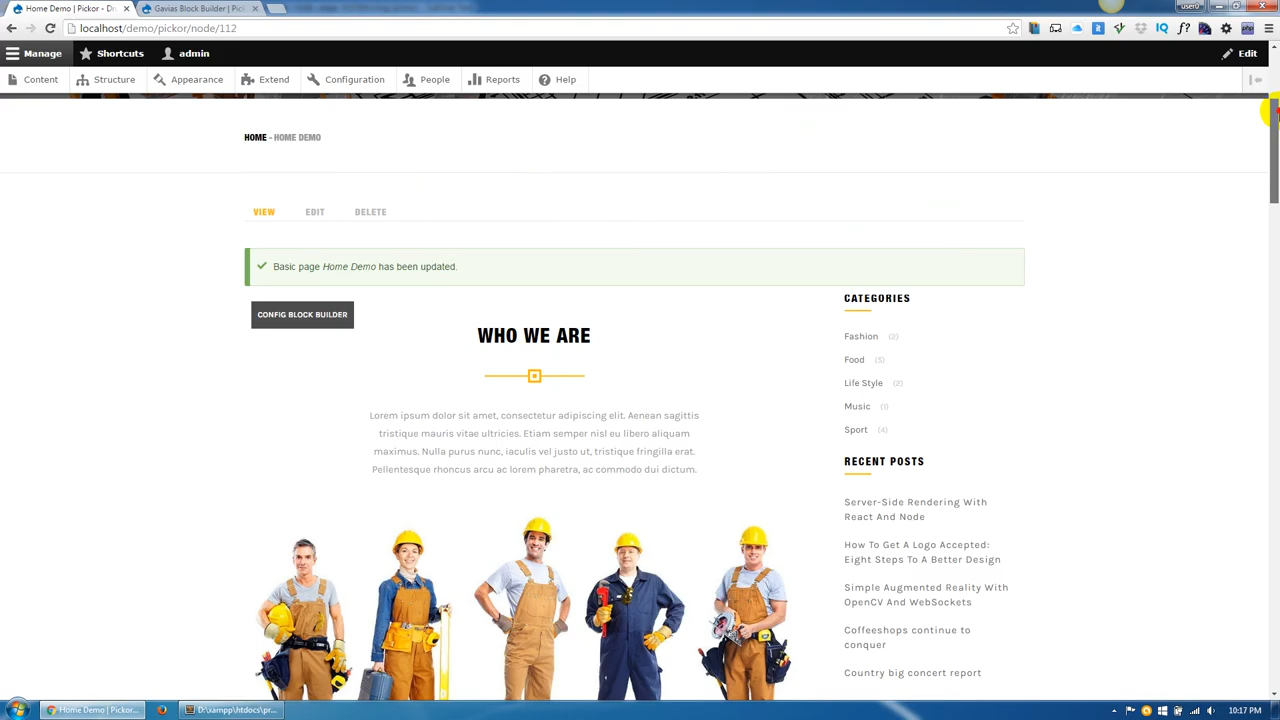 Home Demo | Pickor - Dr
Gavias Block Builder | Pick
user0
localhost/demo/pickor/node/112
Manage
Shortcuts
admin
Edit
Content
Structure
Appearance
Extend
Configuration
People
Reports
Help
HOME - HOME DEMO
VIEW
EDIT
DELETE
Basic page Home Demo has been updated.
CONFIG BLOCK BUILDER
WHO WE ARE
Lorem ipsum dolor sit amet, consectetur adipiscing elit. Aenean sagittis
tristique mauris vitae ultricies. Etiam semper nisl eu libero aliquam
maximus. Nulla purus nunc, iaculis vel justo ut, tristique fringilla erat.
Pellentesque rhoncus arcu ac lorem pharetra, ac commodo dui dictum.
CATEGORIES
Fashion (2)
Food (5)
Life Style (2)
Music (1)
Sport (4)
RECENT POSTS
Server-Side Rendering With
React And Node
How To Get A Logo Accepted:
Eight Steps To A Better Design
Simple Augmented Reality With
OpenCV And WebSockets
Coffeeshops continue to
conquer
Country big concert report
Home Demo | Pickor...
D:\xampp\htdocs\pr...
10:17 PM